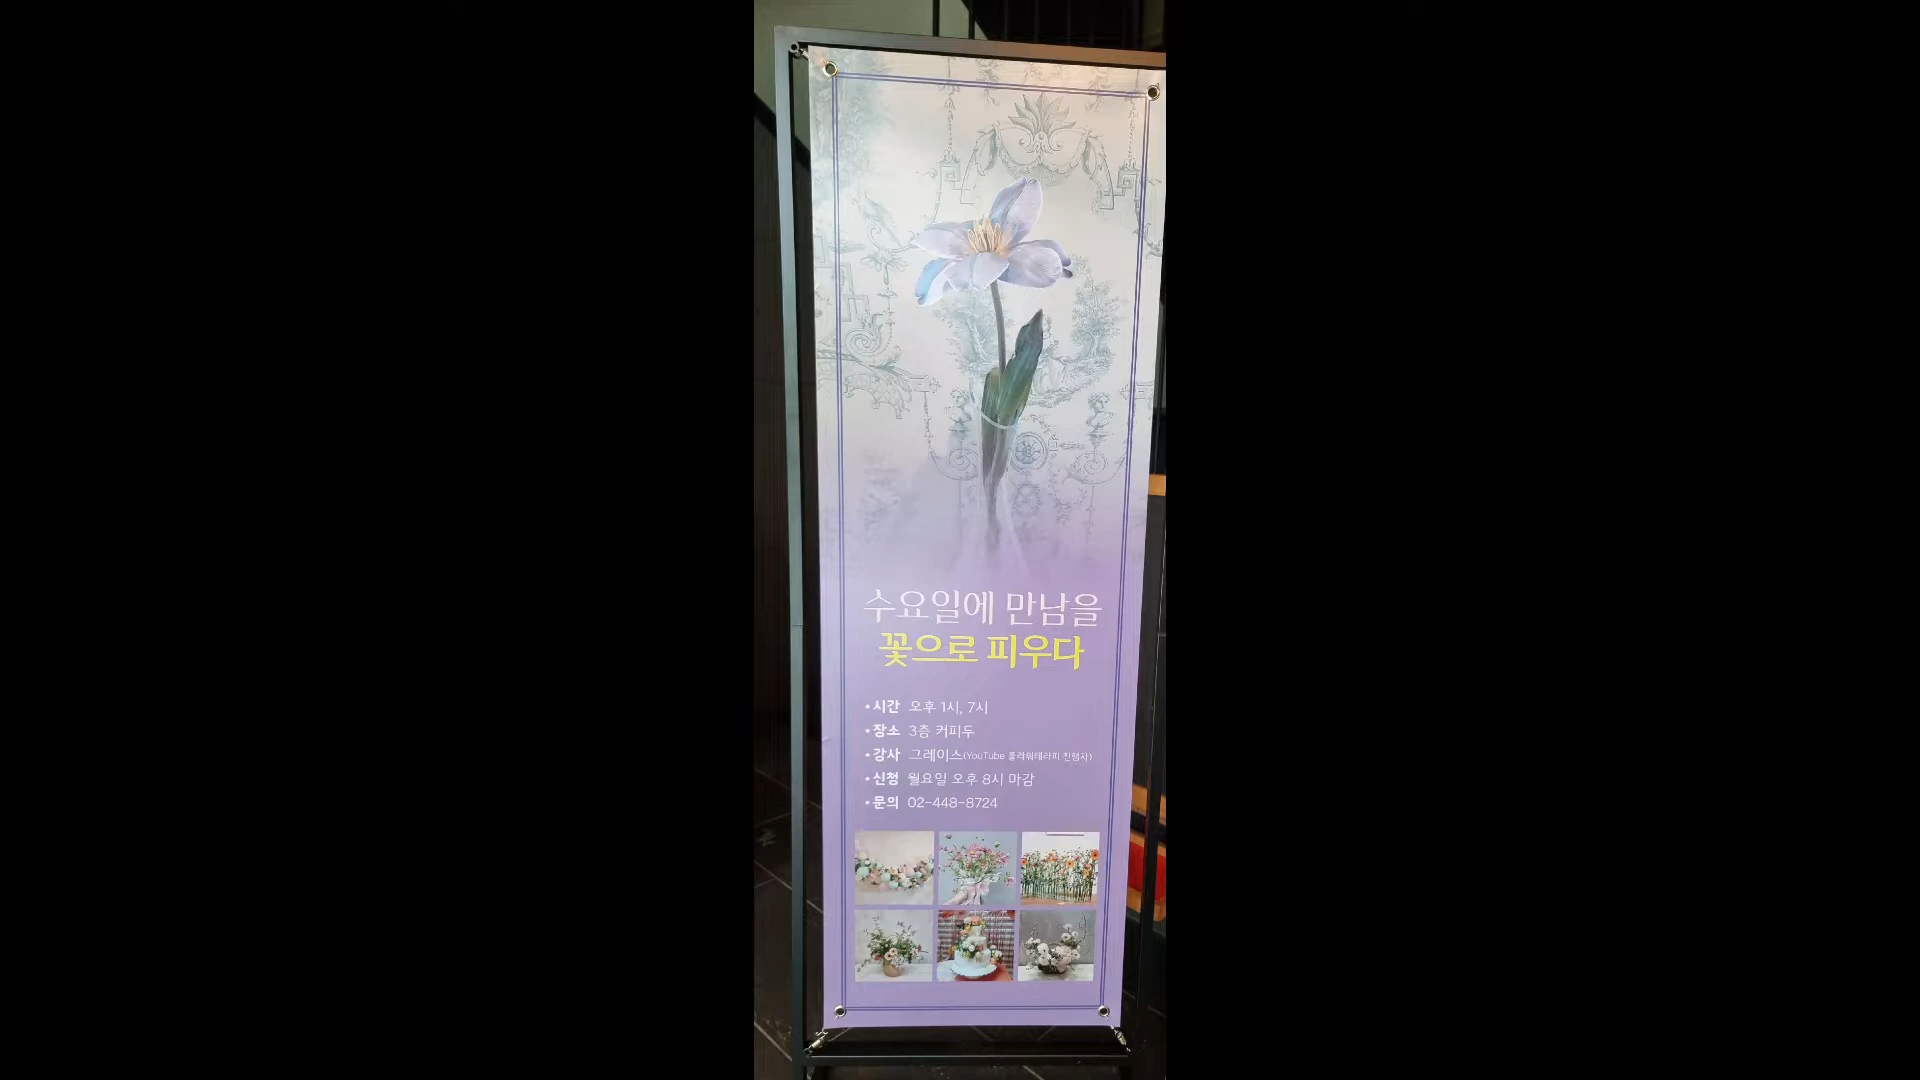 수요일에 만남을
꽃으로 피우다
•시간 오후 1시, 7시
•장소 3층 커피두
•강사 그레이스(YouTube 플라워테라피 진행자)
•신청 월요일 오후 8시 마감
•문의 02-448-8724